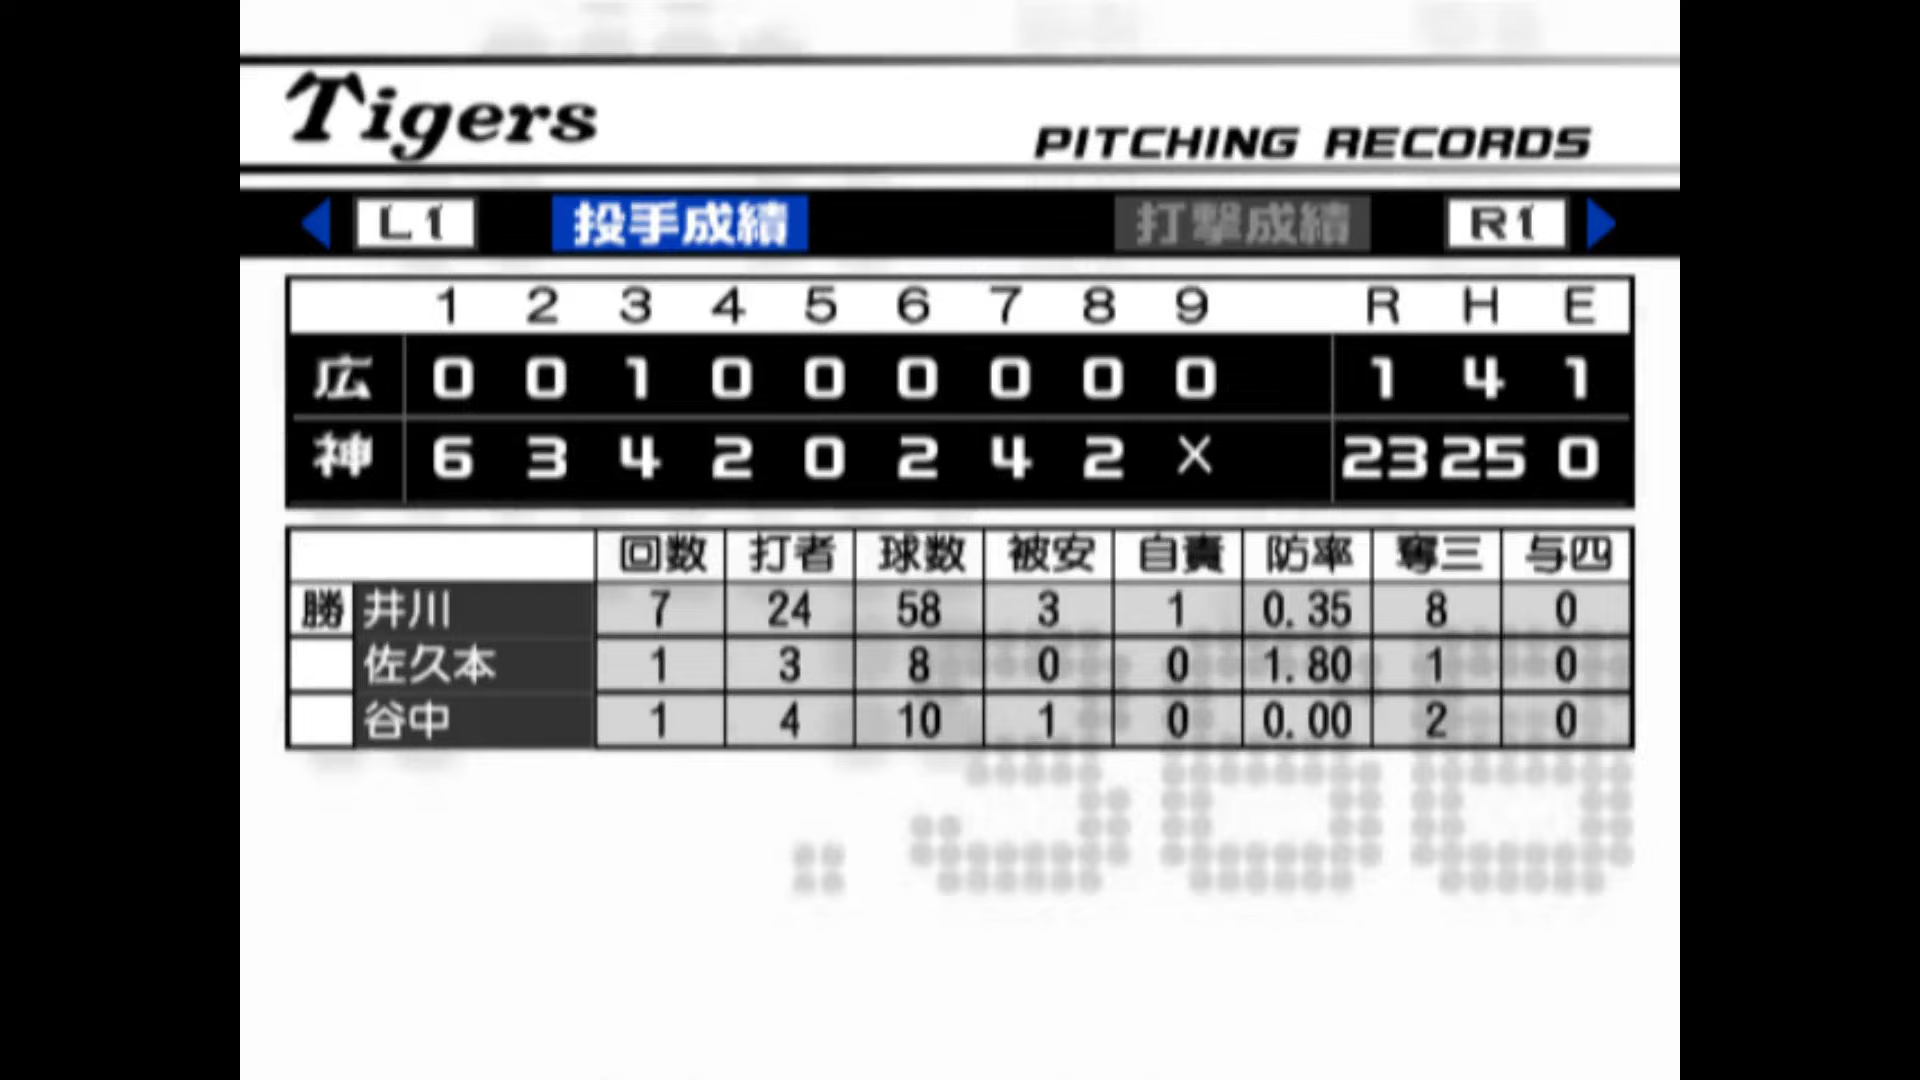 Tigers
PITCHING RECORDS
L1 投手成績 打撃成績 R1
1 2 3 4 5 6 7 8 9 R H E
広 0 0 1 0 0 0 0 0 0 1 4 1
神 6 3 4 2 0 2 4 2 X 23 25 0
回数 打者 球数 被安 自責 防率 奪三 与四
勝 井川 7 24 58 3 1 0.35 8 0
佐久本 1 3 8 0 0 1.80 1 0
谷中 1 4 10 1 0 0.00 2 0